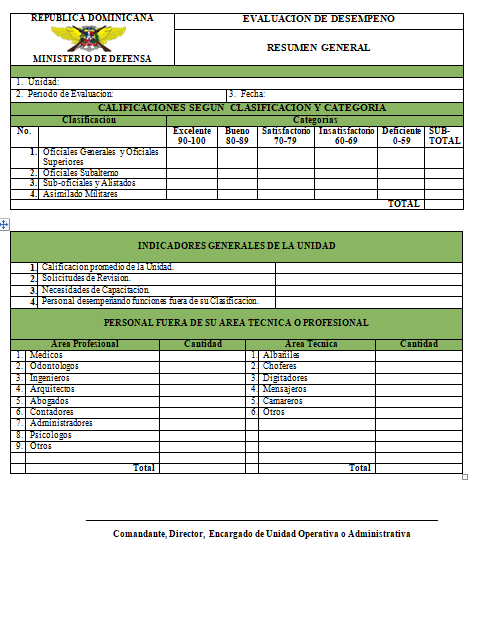 REPUBLICA DOMINICANA
MINISTERIO DE DEFENSA
EVALUACION DE DESEMPEÑO
RESUMEN GENERAL
1. Unidad:
2. Periodo de Evaluacion:
3. Fecha:
CALIFICACIONES SEGUN CLASIFICACION Y CATEGORIA
Clasificacion Categorias
No. Excelente Bueno Satisfactorio Insatisfactorio Deficiente SUB-
90-100 80-89 70-79 60-69 0-59 TOTAL
1. Oficiales Generales y Oficiales
Superiores
2. Oficiales Subalterno
3. Sub-oficiales y Alistados
4. Asimilado Militares
TOTAL
INDICADORES GENERALES DE LA UNIDAD
1. Calificacion promedio de la Unidad.
2. Solicitudes de Revision.
3. Necesidades de Capacitacion.
4. Personal desempeñando funciones fuera de su Clasificacion.
PERSONAL FUERA DE SU AREA TECNICA O PROFESIONAL
Area Profesional Cantidad Area Tecnica Cantidad
1. Medicos 1. Albañiles
2. Odontologos 2. Choferes
3. Ingenieros 3. Digitadores
4. Arquitectos 4. Mensajeros
5. Abogados 5. Camareros
6. Contadores 6. Otros
7. Administradores
8. Psicologos
9. Otros
Total Total
Comandante, Director, Encargado de Unidad Operativa o Administrativa